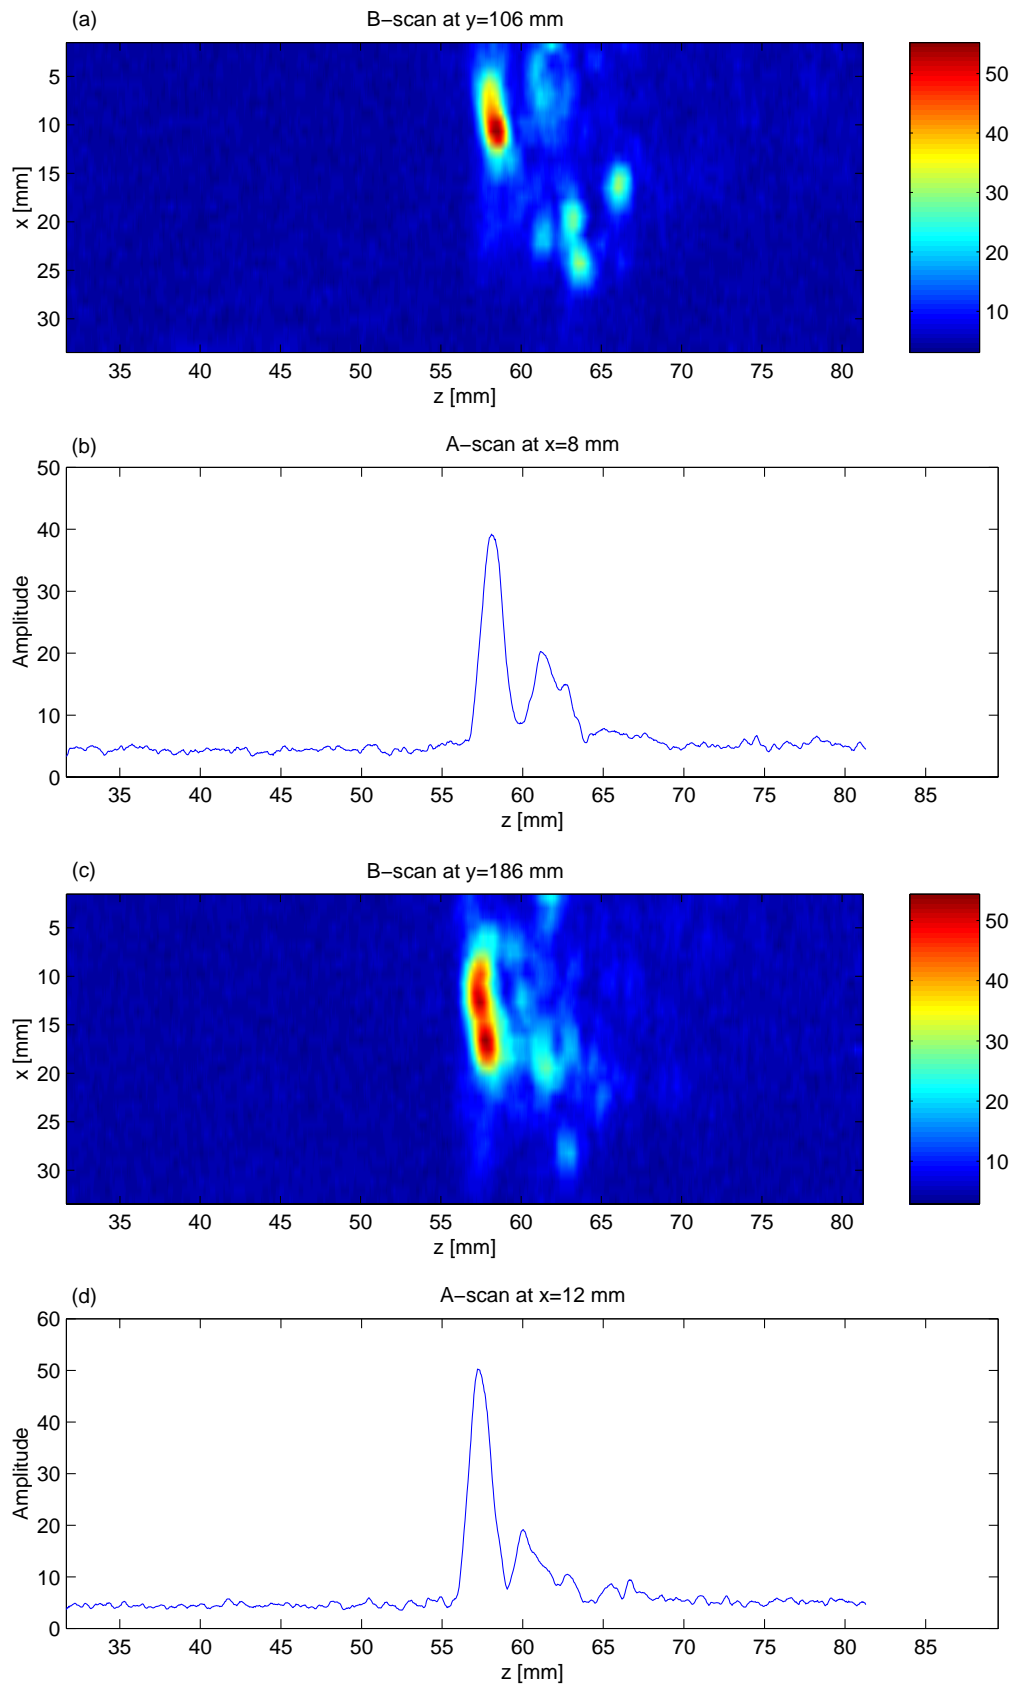 (a)
B−scan at y=106 mm
5
10
15
20
25
30
x [mm]
35 40 45 50 55 60 65 70 75 80
z [mm]
50
40
30
20
10
(b)
A−scan at x=8 mm
50
40
30
20
10
0
Amplitude
35 40 45 50 55 60 65 70 75 80 85
z [mm]
(c)
B−scan at y=186 mm
5
10
15
20
25
30
x [mm]
35 40 45 50 55 60 65 70 75 80
z [mm]
50
40
30
20
10
(d)
A−scan at x=12 mm
60
50
40
30
20
10
0
Amplitude
35 40 45 50 55 60 65 70 75 80 85
z [mm]